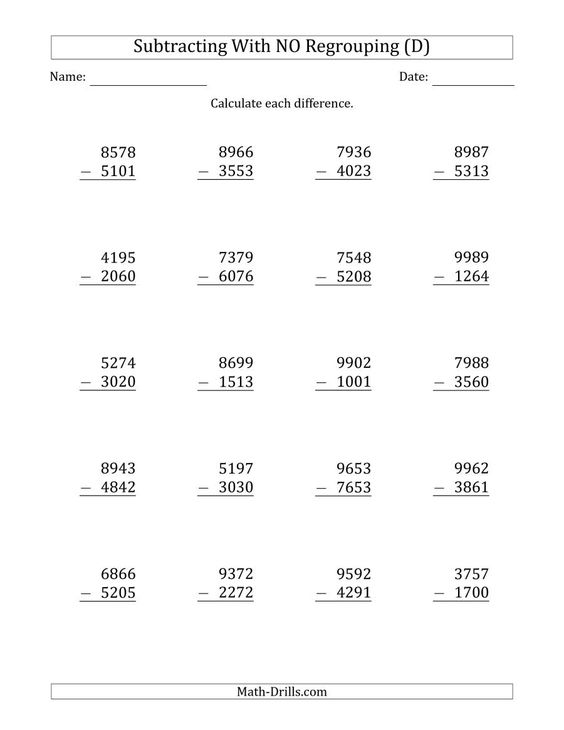 Subtracting With NO Regrouping (D)
Name: Date:
Calculate each difference.
8578 8966 7936 8987
− 5101 − 3553 − 4023 − 5313
4195 7379 7548 9989
− 2060 − 6076 − 5208 − 1264
5274 8699 9902 7988
− 3020 − 1513 − 1001 − 3560
8943 5197 9653 9962
− 4842 − 3030 − 7653 − 3861
6866 9372 9592 3757
− 5205 − 2272 − 4291 − 1700
Math-Drills.com